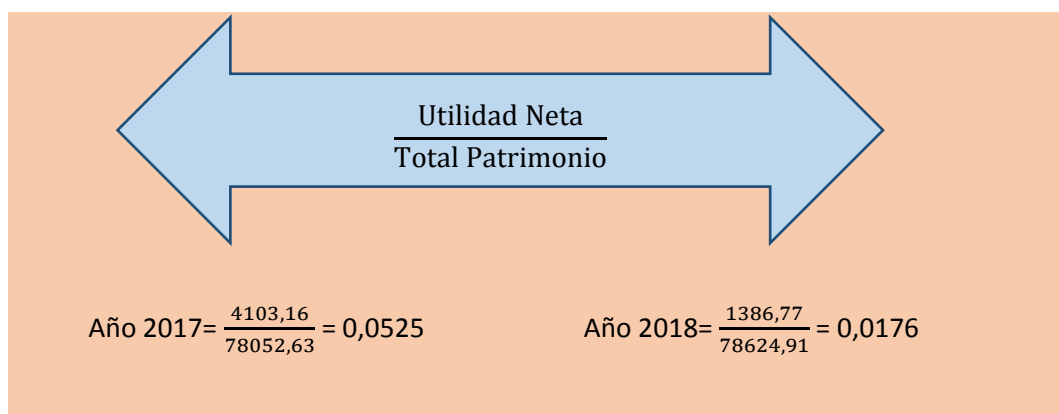 Utilidad Neta
Total Patrimonio
Año 2017= 4103,16 / 78052,63 = 0,0525
Año 2018= 1386,77 / 78624,91 = 0,0176